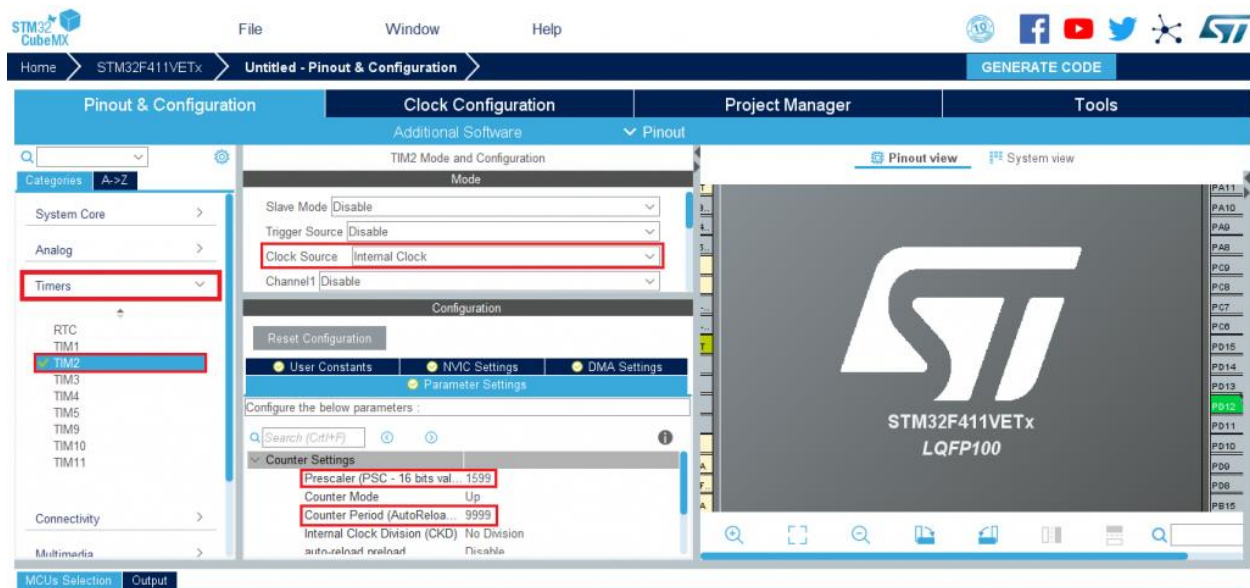 STM32
CubeMX
File Window Help
10
Home STM32F411VETx Untitled - Pinout & Configuration GENERATE CODE
Pinout & Configuration Clock Configuration Project Manager Tools
Additional Software Pinout
TIM2 Mode and Configuration
Pinout view System view
Categories A->Z
Mode
System Core
Slave Mode Disable
Trigger Source Disable
Analog
Clock Source Internal Clock
Timers
Channel1 Disable
Configuration
Reset Configuration
RTC
TIM1
TIM2
TIM3
TIM4
TIM5
TIM9
TIM10
TIM11
User Constants NVIC Settings DMA Settings
Parameter Settings
Configure the below parameters :
Search (Crtl+F)
Counter Settings
Prescaler (PSC - 16 bits val... 1599
Counter Mode Up
Counter Period (AutoReloa... 9999
Internal Clock Division (CKD) No Division
auto-reload preload Disable
Connectivity
Multimedia
PA11
PA10
PA9
PA8
PC9
PC8
PC7
PC6
PD15
PD14
PD13
PD12
PD11
PD10
PD9
PD8
PB15
STM32F411VETx
LQFP100
MCUs Selection Output